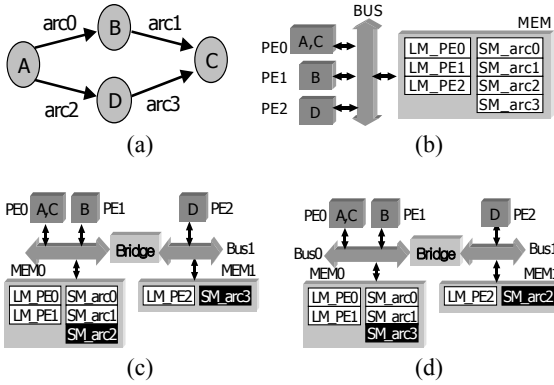 arc0 B arc1
A C
arc2 D arc3
(a)
BUS MEM
PE0 A,C LM_PE0 SM_arc0
PE1 B LM_PE1 SM_arc1
LM_PE2 SM_arc2
PE2 D SM_arc3
(b)
PE0 A,C B PE1 D PE2
Bridge
Bus1
MEM0 MEM1
LM_PE0 SM_arc0 LM_PE2 SM_arc3
LM_PE1 SM_arc1
SM_arc2
(c)
PE0 A,C B PE1 D PE2
Bus0 Bridge Bus1
MEM0 MEM1
LM_PE0 SM_arc0 LM_PE2 SM_arc2
LM_PE1 SM_arc1
SM_arc3
(d)